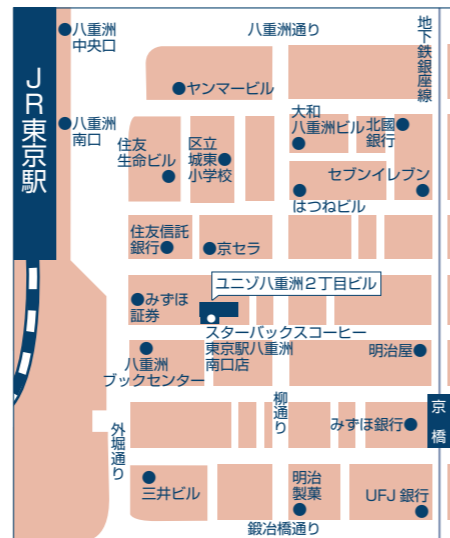 JR東京駅
八重洲
中央口
八重洲通り
地下鉄銀座線
ヤンマービル
八重洲
南口
住友
生命ビル
区立
城東
小学校
大和
八重洲ビル
北國
銀行
セブンイレブン
はつねビル
住友信託
銀行
京セラ
ユニゾ八重洲2丁目ビル
みずほ
証券
スターバックスコーヒー
東京駅八重洲
南口店
八重洲
ブックセンター
明治屋
柳通り
外堀通り
みずほ銀行
京橋
三井ビル
明治
製菓
UFJ銀行
鍛冶橋通り